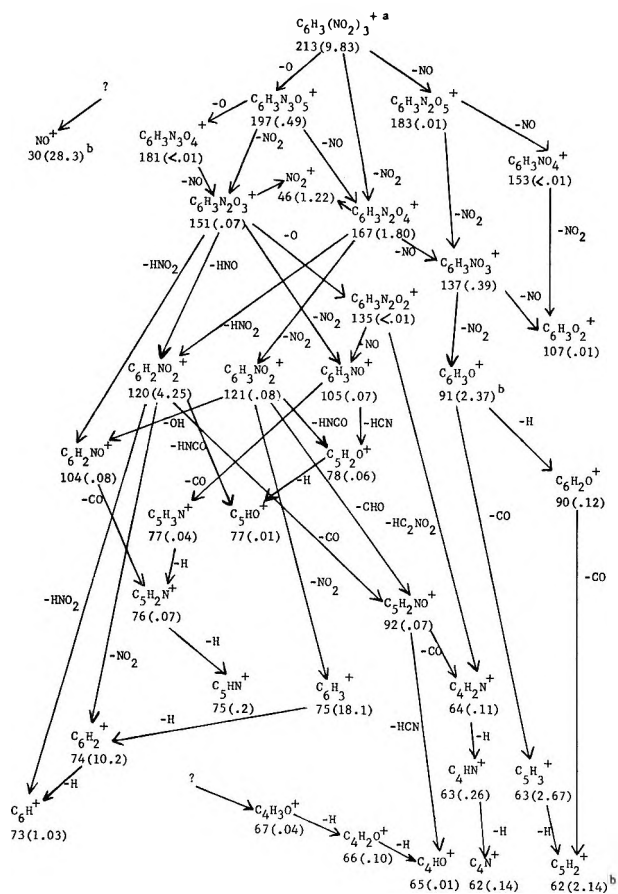 C6H3(NO2)3+ a
213(9.83)
-O
-NO
?
-O
C6H3N3O5+
197(.49)
C6H3N2O5+
183(.01)
-NO
NO+
30(28.3)b
C6H3N3O4+
181(<.01)
-NO2
-NO
C6H3NO4+
153(<.01)
-NO
NO2+
46(1.22)
-NO2
C6H3N2O3+
151(.07)
C6H3N2O4+
167(1.80)
-NO2
-NO2
-O
-NO
C6H3NO3+
137(.39)
-HNO2
-HNO
C6H3N2O2+
135(<.01)
-NO
-HNO2
-NO2
-NO2
-NO
-NO2
C6H3O2+
107(.01)
C6H2NO2+
120(4.25)
C6H3NO2+
121(.08)
C6H3NO+
105(.07)
C6H3O+
91(2.37)b
-OH
-HNCO
-HCN
-H
C6H2NO+
104(.08)
-HNCO
C5H2O+
78(.06)
C6H2O+
90(.12)
-CO
-CO
-H
C5H3N+
77(.04)
C5HO+
77(.01)
-CHO
-HC2NO2
-CO
-CO
-H
-NO2
-CO
-HNO2
C5H2N+
76(.07)
C5H2NO+
92(.07)
-H
-NO2
-CO
C5HN+
75(.2)
C6H3+
75(18.1)
C4H2N+
64(.11)
-H
-HCN
C6H2+
74(10.2)
-H
-H
C4HN+
63(.26)
C5H3+
63(2.67)
?
C6H+
73(1.03)
C4H3O+
67(.04)
-H
C4H2O+
66(.10)
-H
-H
-H
C4HO+
65(.01)
C4N+
62(.14)
C5H2+
62(2.14)b